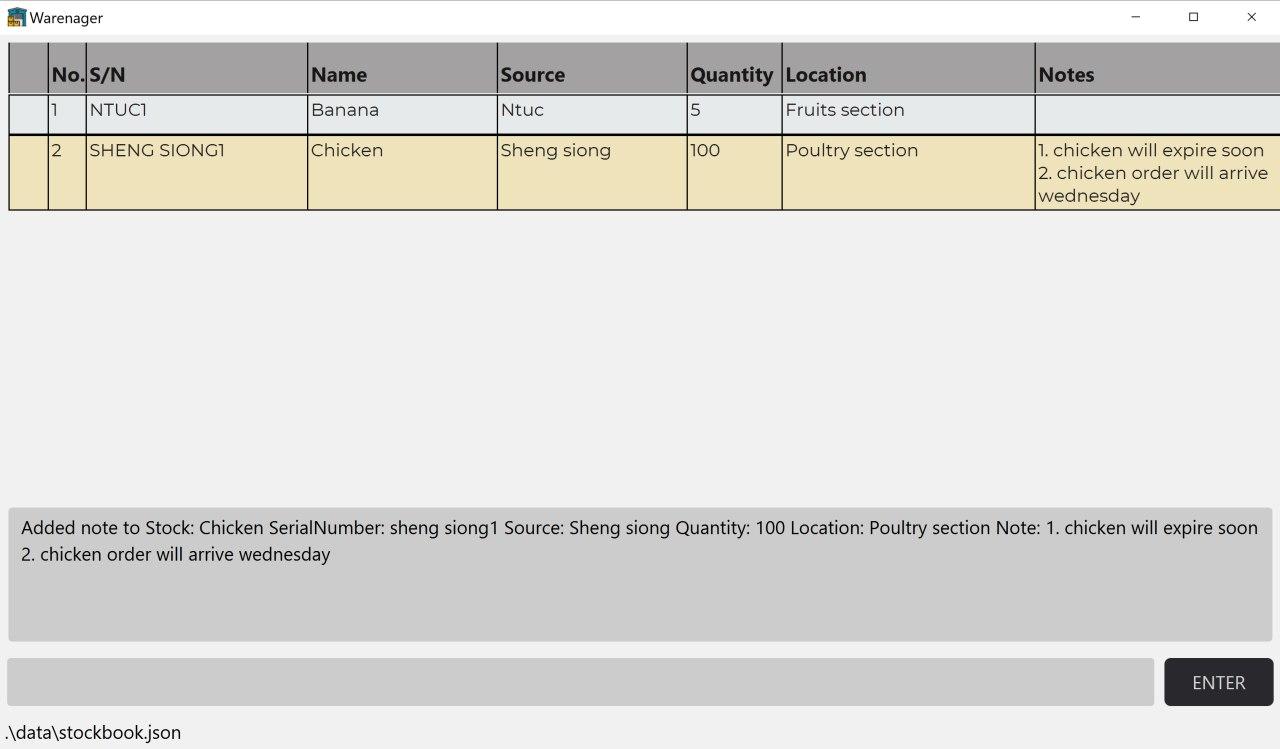 Warenager
No. S/N Name Source Quantity Location Notes
1 NTUC1 Banana Ntuc 5 Fruits section
2 SHENG SIONG1 Chicken Sheng siong 100 Poultry section 1. chicken will expire soon
2. chicken order will arrive
wednesday
Added note to Stock: Chicken SerialNumber: sheng siong1 Source: Sheng siong Quantity: 100 Location: Poultry section Note: 1. chicken will expire soon
2. chicken order will arrive wednesday
ENTER
.\data\stockbook.json